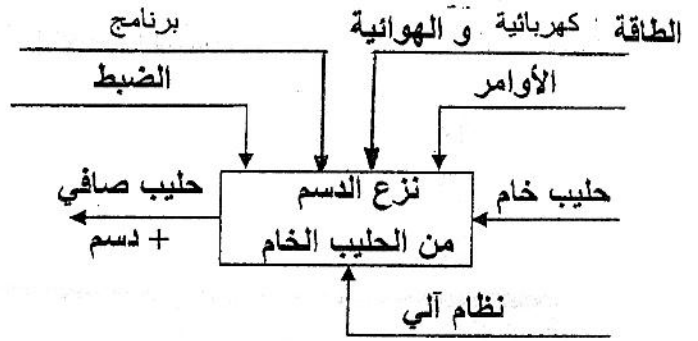 الطاقة كهربائية و الهوائية
برنامج
الأوامر
الضبط
نزع الدسم
من الحليب الخام
حليب خام
حليب صافي
+ دسم
نظام آلي